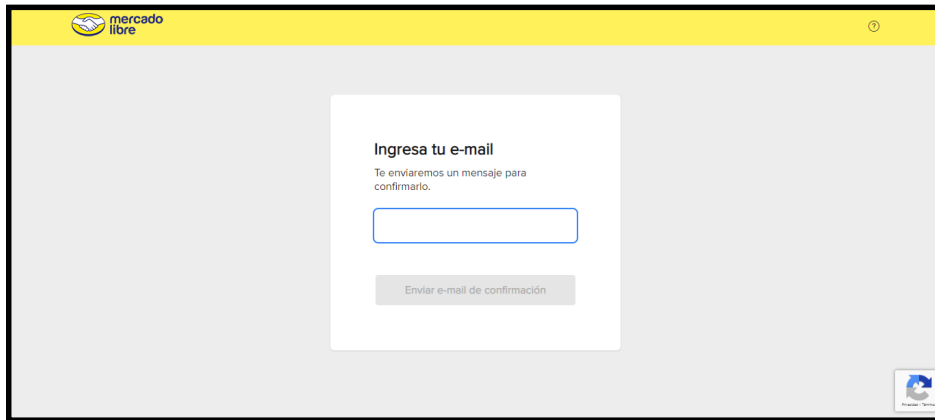 mercado
libre
Ingresa tu e-mail
Te enviaremos un mensaje para
confirmarlo.
Enviar e-mail de confirmación